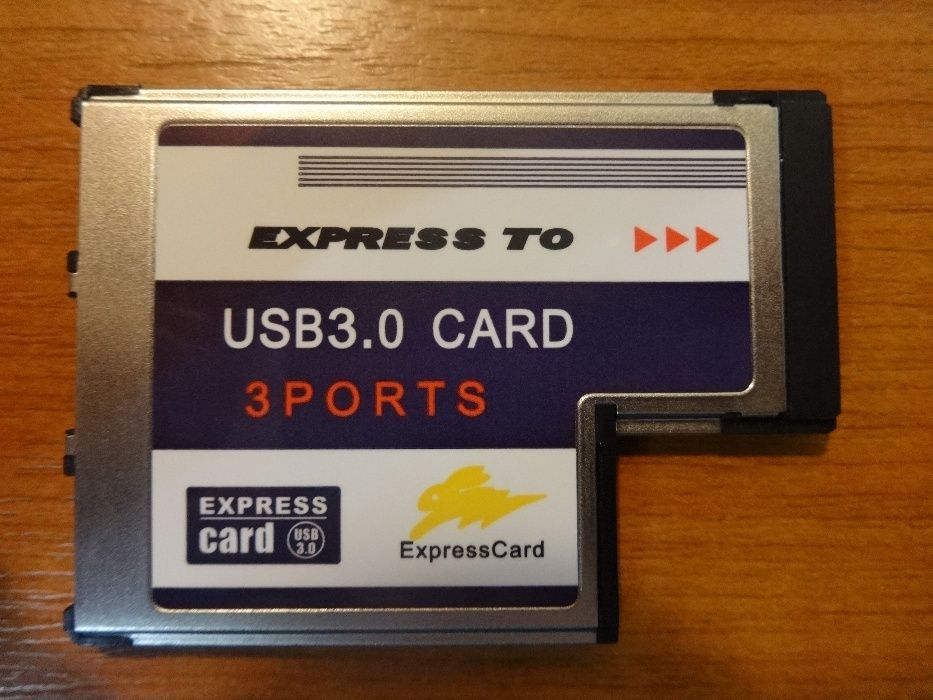 EXPRESS TO
USB3.0 CARD
3PORTS
EXPRESS
card USB 3.0
ExpressCard